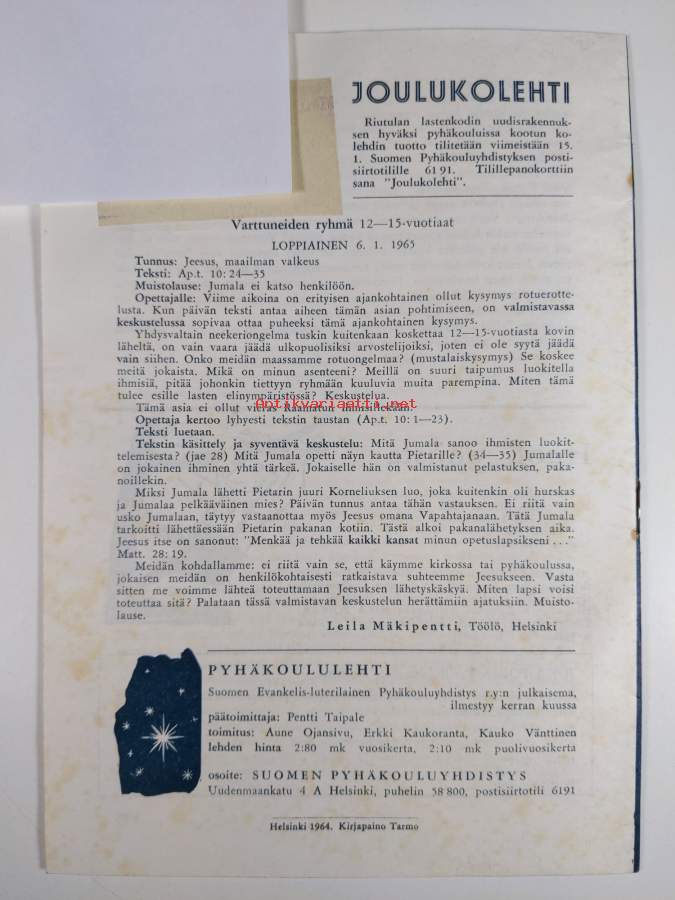 JOULUKOLEHTI
Riutulan lastenkodin uudisrakennuk-
sen hyväksi pyhäkouluissa kootun ko-
lehdin tuotto tilitetään viimeistään 15.
1. Suomen Pyhäkouluyhdistyksen posti-
siirtotilille 61 91. Tilillepanokorttiin
sana "Joulukolehti".
Varttuneiden ryhmä 12—15-vuotiaat
LOPPIAINEN 6. 1. 1965
Tunnus: Jeesus, maailman valkeus
Teksti: Ap.t. 10: 24—35
Muistolause: Jumala ei katso henkilöön.
Opettajalle: Viime aikoina on erityisen ajankohtainen ollut kysymys rotuerotte-
lusta. Kun päivän teksti antaa aiheen tämän asian pohtimiseen, on valmistavassa
keskustelussa sopivaa ottaa puheeksi tämä ajankohtainen kysymys.
Yhdysvaltain neekeriongelma tuskin kuitenkaan koskettaa 12—15-vuotiasta kovin
läheltä, on vain vaara jäädä ulkopuolisiksi arvostelijoiksi, joten ei ole syytä jäädä
vain siihen. Onko meidän maassamme rotuongelmaa? (mustalaiskysymys) Se koskee
meitä jokaista. Mikä on minun asenteeni? Meillä on suuri taipumus luokitella
ihmisiä, pitää johonkin tiettyyn ryhmään kuuluvia muita parempina. Miten tämä
tulee esille lasten elinympäristössä? Keskustelua.
Tämä asia ei ollut vieras Raamatun ihmisillekään.
antikvariaatti.net
Opettaja kertoo lyhyesti tekstin taustan (Ap.t. 10: 1—23).
Teksti luetaan.
Tekstin käsittely ja syventävä keskustelu: Mitä Jumala sanoo ihmisten luokit-
telemisesta? (jae 28) Mitä Jumala opetti näyn kautta Pietarille? (34—35) Jumalalle
on jokainen ihminen yhtä tärkeä. Jokaiselle hän on valmistanut pelastuksen, paka-
noillekin.
Miksi Jumala lähetti Pietarin juuri Korneliuksen luo, joka kuitenkin oli hurskas
ja Jumalaa pelkääväinen mies? Päivän tunnus antaa tähän vastauksen. Ei riitä vain
usko Jumalaan, täytyy vastaanottaa myös Jeesus omana Vapahtajanaan. Tätä Jumala
tarkoitti lähettäessään Pietarin pakanan kotiin. Tästä alkoi pakanalähetyksen aika.
Jeesus itse on sanonut: "Menkää ja tehkää kaikki kansat minun opetuslapsikseni . . ."
Matt. 28: 19.
Meidän kohdallamme: ei riitä vain se, että käymme kirkossa tai pyhäkoulussa,
jokaisen meidän on henkilökohtaisesti ratkaistava suhteemme Jeesukseen. Vasta
sitten me voimme lähteä toteuttamaan Jeesuksen lähetyskäskyä. Miten lapsi voisi
toteuttaa sitä? Palataan tässä valmistavan keskustelun herättämiin ajatuksiin. Muisto-
lause.
Leila Mäkipentti, Töölö, Helsinki
PYHÄKOULULEHTI
Suomen Evankelis-luterilainen Pyhäkouluyhdistys r.y:n julkaisema,
ilmestyy kerran kuussa
päätoimittaja: Pentti Taipale
toimitus: Aune Ojansivu, Erkki Kaukoranta, Kauko Vänttinen
lehden hinta 2:80 mk vuosikerta, 2:10 mk puolivuosikerta
osoite: SUOMEN PYHÄKOULUYHDISTYS
Uudenmaankatu 4 A Helsinki, puhelin 58 800, postisiirtotili 6191
Helsinki 1964. Kirjapaino Tarmo